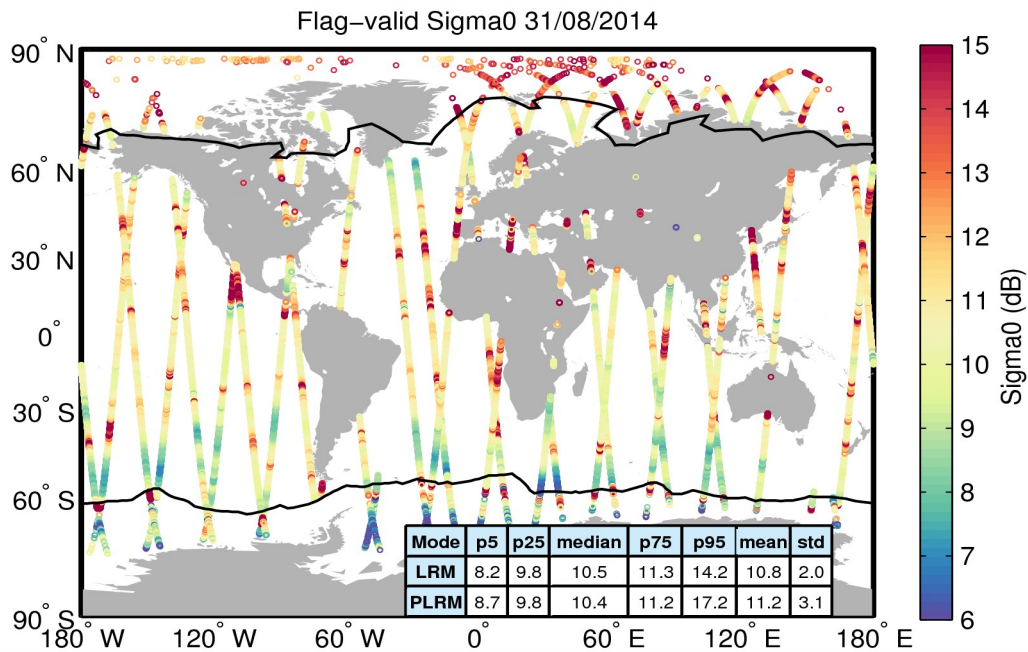 Flag−valid Sigma0 31/08/2014
90° N
60° N
30° N
0°
30° S
60° S
90° S
180° W
120° W
60° W
0°
60° E
120° E
180° E
Mode p5 p25 median p75 p95 mean std
LRM 8.2 9.8 10.5 11.3 14.2 10.8 2.0
PLRM 8.7 9.8 10.4 11.2 17.2 11.2 3.1
15
14
13
12
11
10
9
8
7
6
Sigma0 (dB)